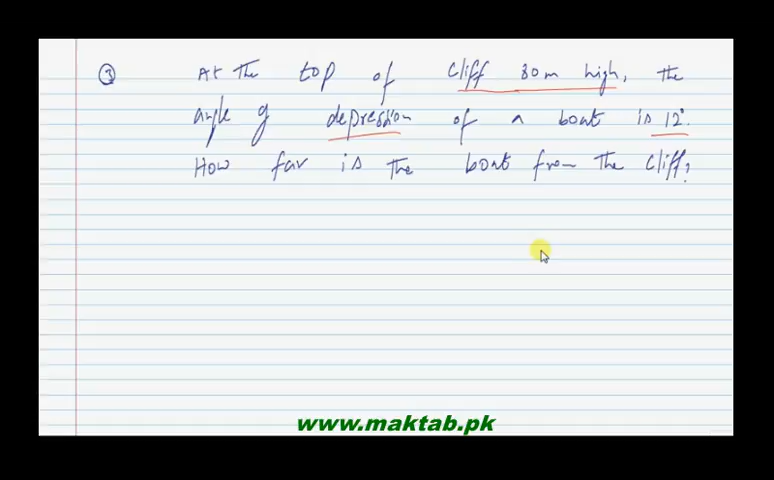 ③ At the top of cliff 80m high, the
angle of depression of a boat is 12°.
How far is the boat from the cliff?
www.maktab.pk